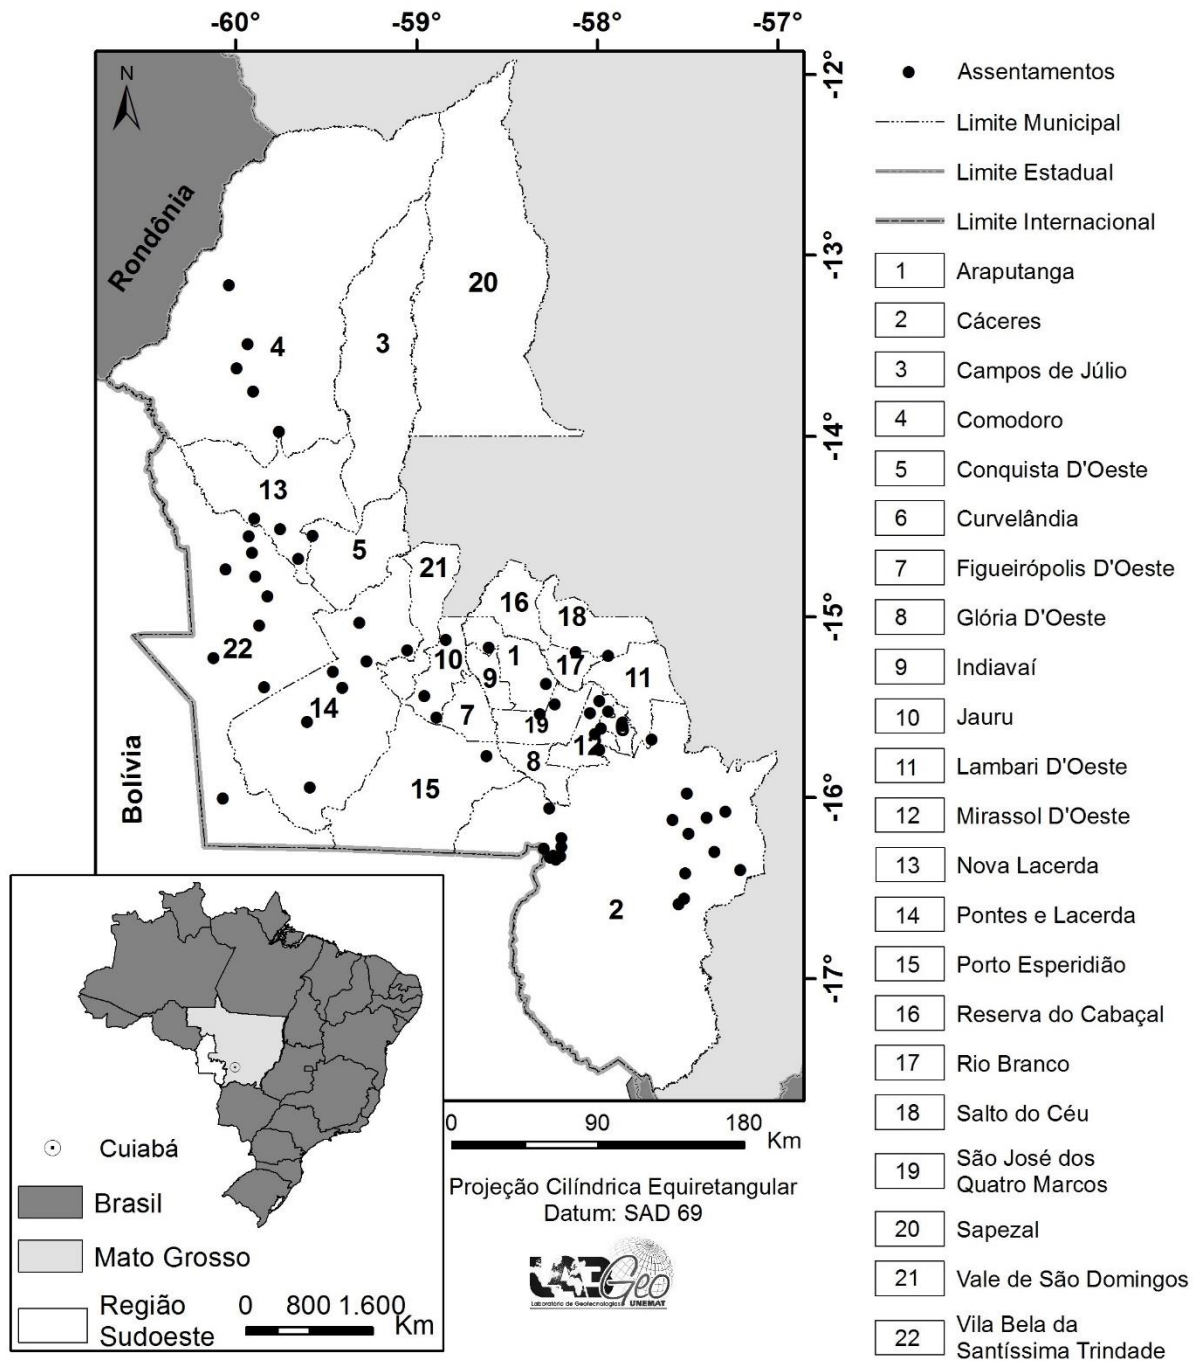 -60°
-59°
-58°
-57°
N
-12°
-13°
-14°
-15°
-16°
-17°
Rondônia
Bolívia
20
4
3
13
5
21
16
18
22
10
1
17
11
9
14
7
19
6
12
8
15
2
Assentamentos
Limite Municipal
Limite Estadual
Limite Internacional
1 Araputanga
2 Cáceres
3 Campos de Júlio
4 Comodoro
5 Conquista D'Oeste
6 Curvelândia
7 Figueirópolis D'Oeste
8 Glória D'Oeste
9 Indiavaí
10 Jauru
11 Lambari D'Oeste
12 Mirassol D'Oeste
13 Nova Lacerda
14 Pontes e Lacerda
15 Porto Esperidião
16 Reserva do Cabaçal
17 Rio Branco
18 Salto do Céu
19 São José dos
Quatro Marcos
20 Sapezal
21 Vale de São Domingos
22 Vila Bela da
Santíssima Trindade
Cuiabá
Brasil
Mato Grosso
Região
Sudoeste
0 800 1.600
Km
0 90 180
Km
Projeção Cilíndrica Equiretangular
Datum: SAD 69
LABGeo
Laboratório de Geotecnologias UNEMAT